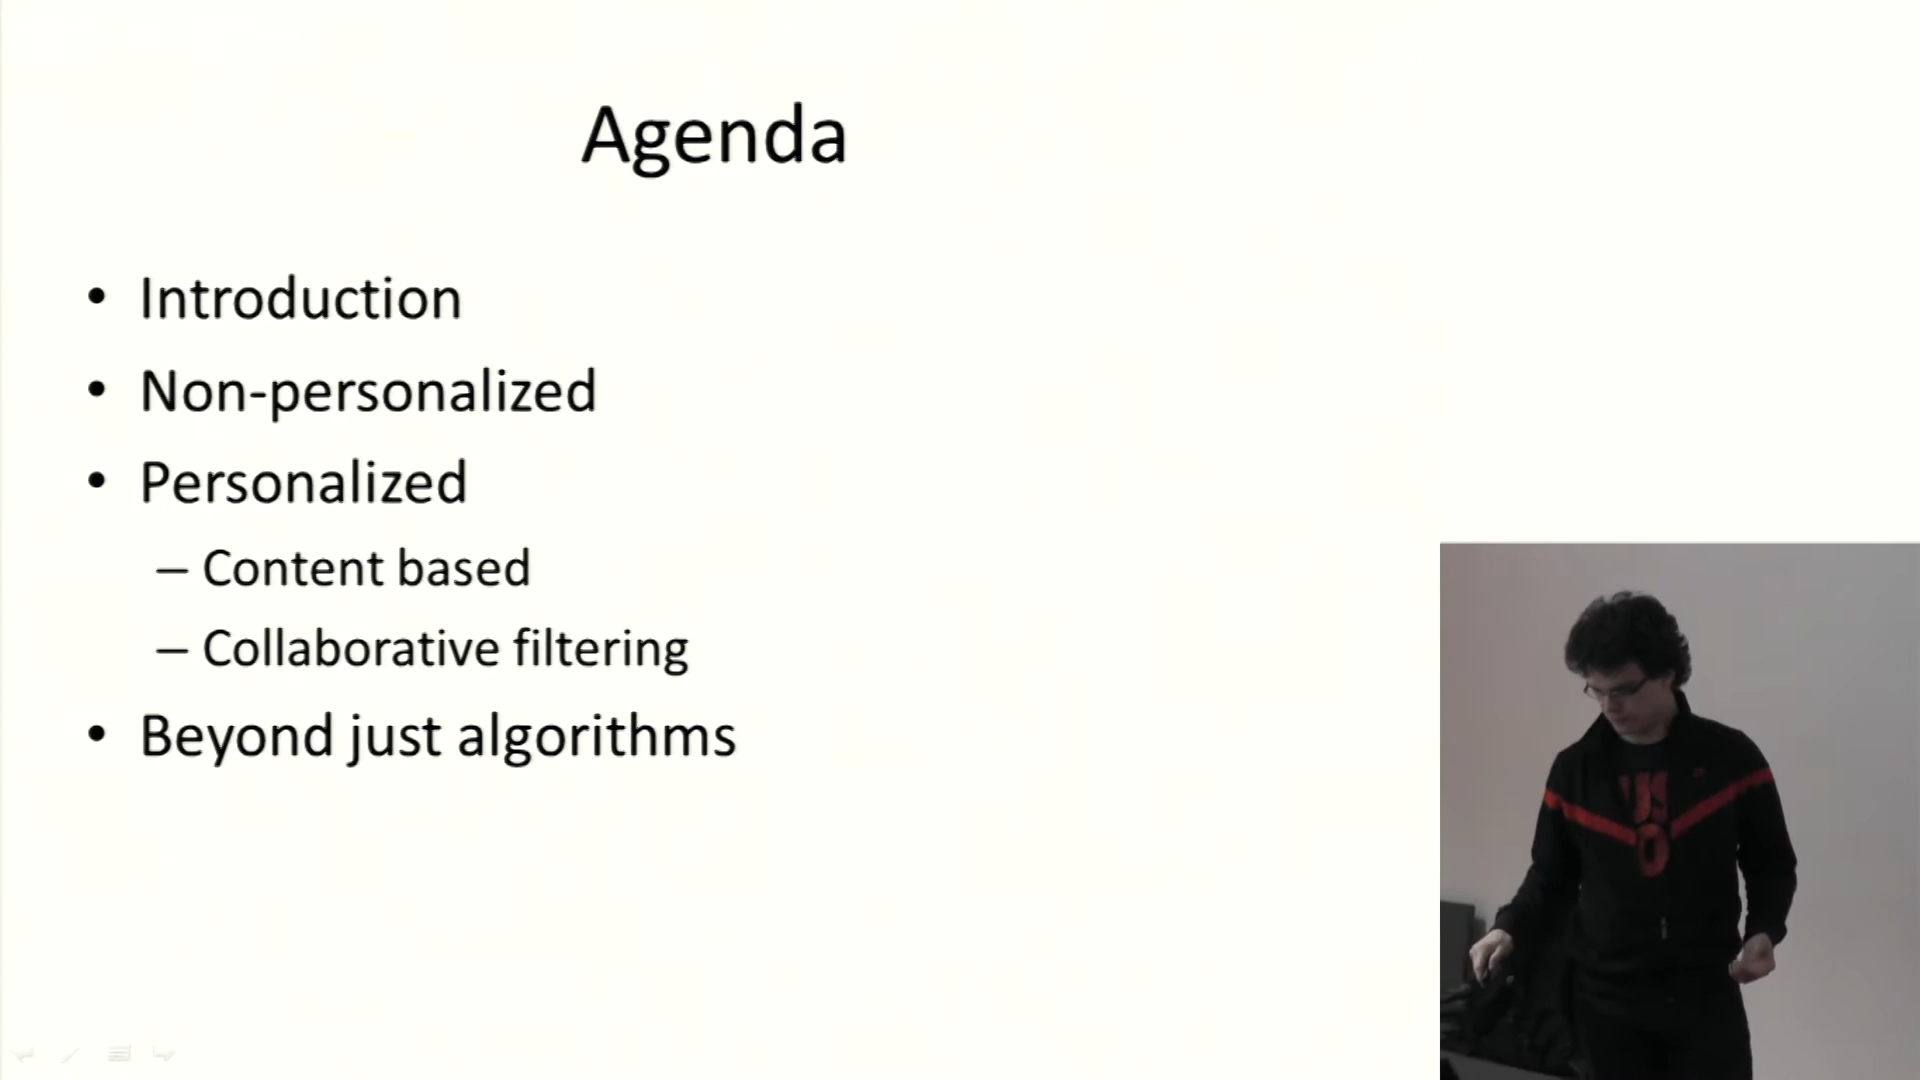 Agenda
• Introduction
• Non-personalized
• Personalized
– Content based
– Collaborative filtering
• Beyond just algorithms